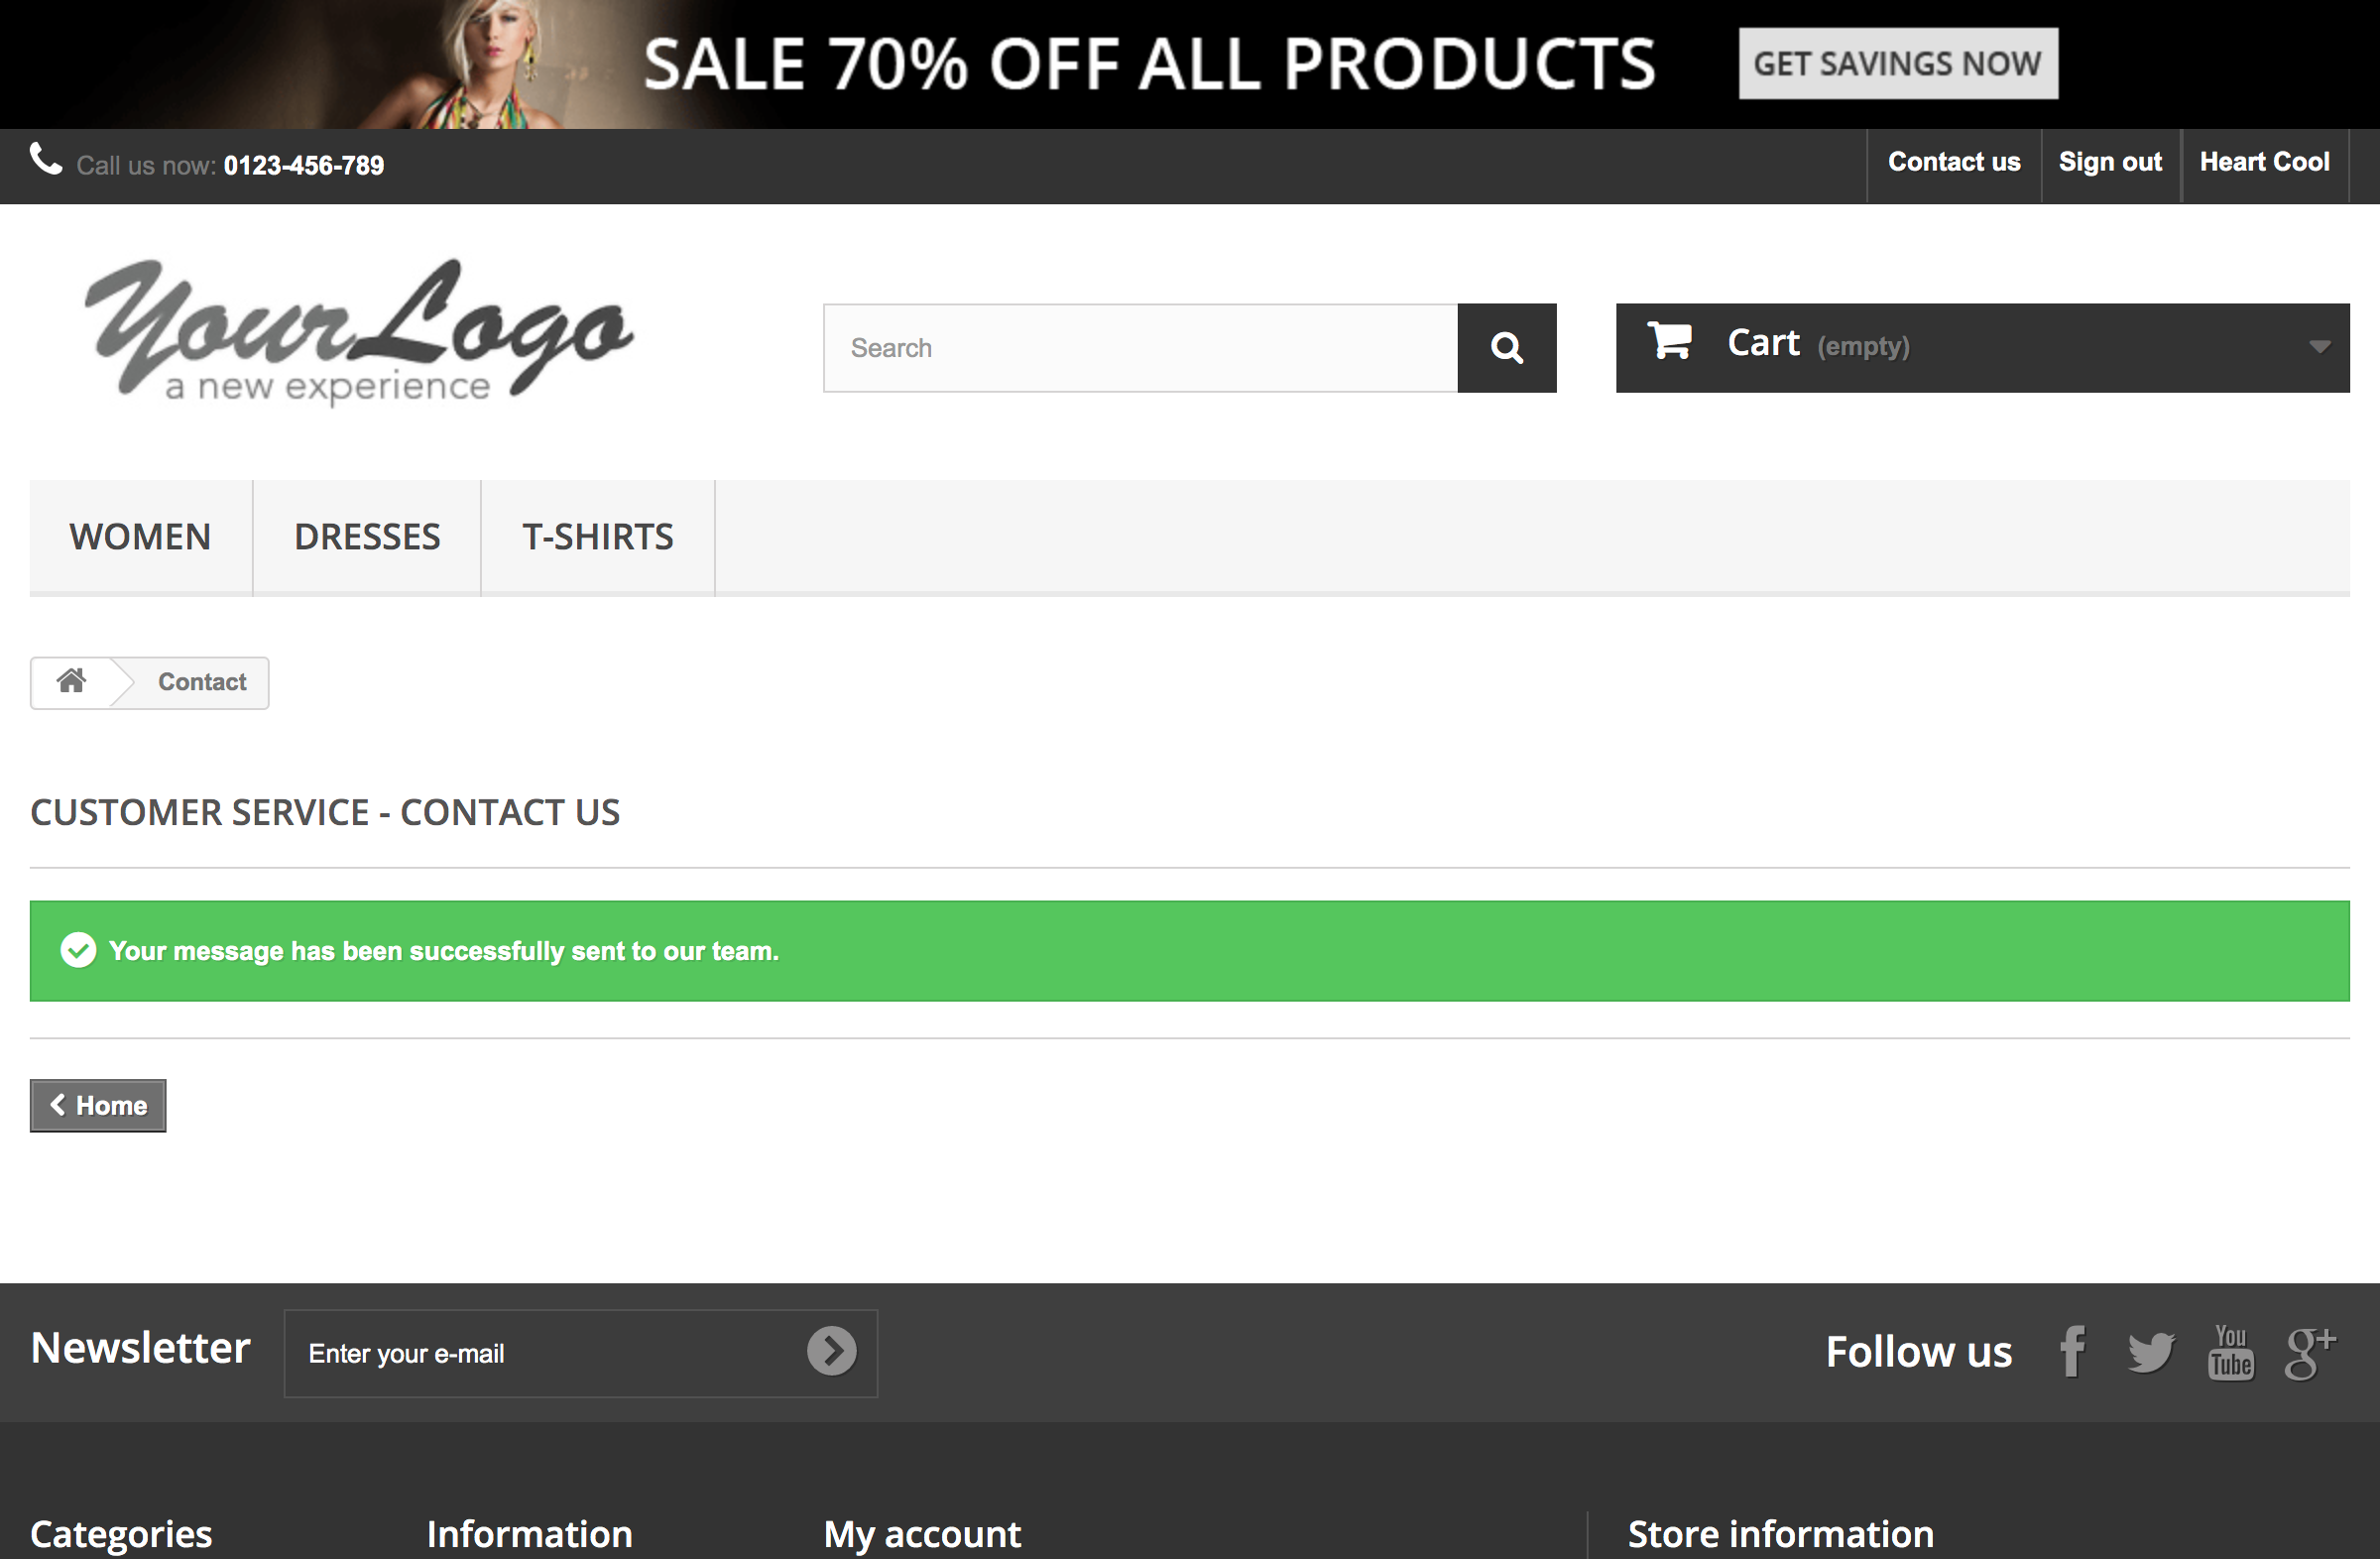 SALE 70% OFF ALL PRODUCTS GET SAVINGS NOW
Call us now: 0123-456-789 Contact us Sign out Heart Cool
YourLogo
a new experience
Search
Cart (empty)
WOMEN DRESSES T-SHIRTS
Contact
CUSTOMER SERVICE - CONTACT US
Your message has been successfully sent to our team.
Home
Newsletter Enter your e-mail Follow us f You Tube g+
Categories Information My account Store information